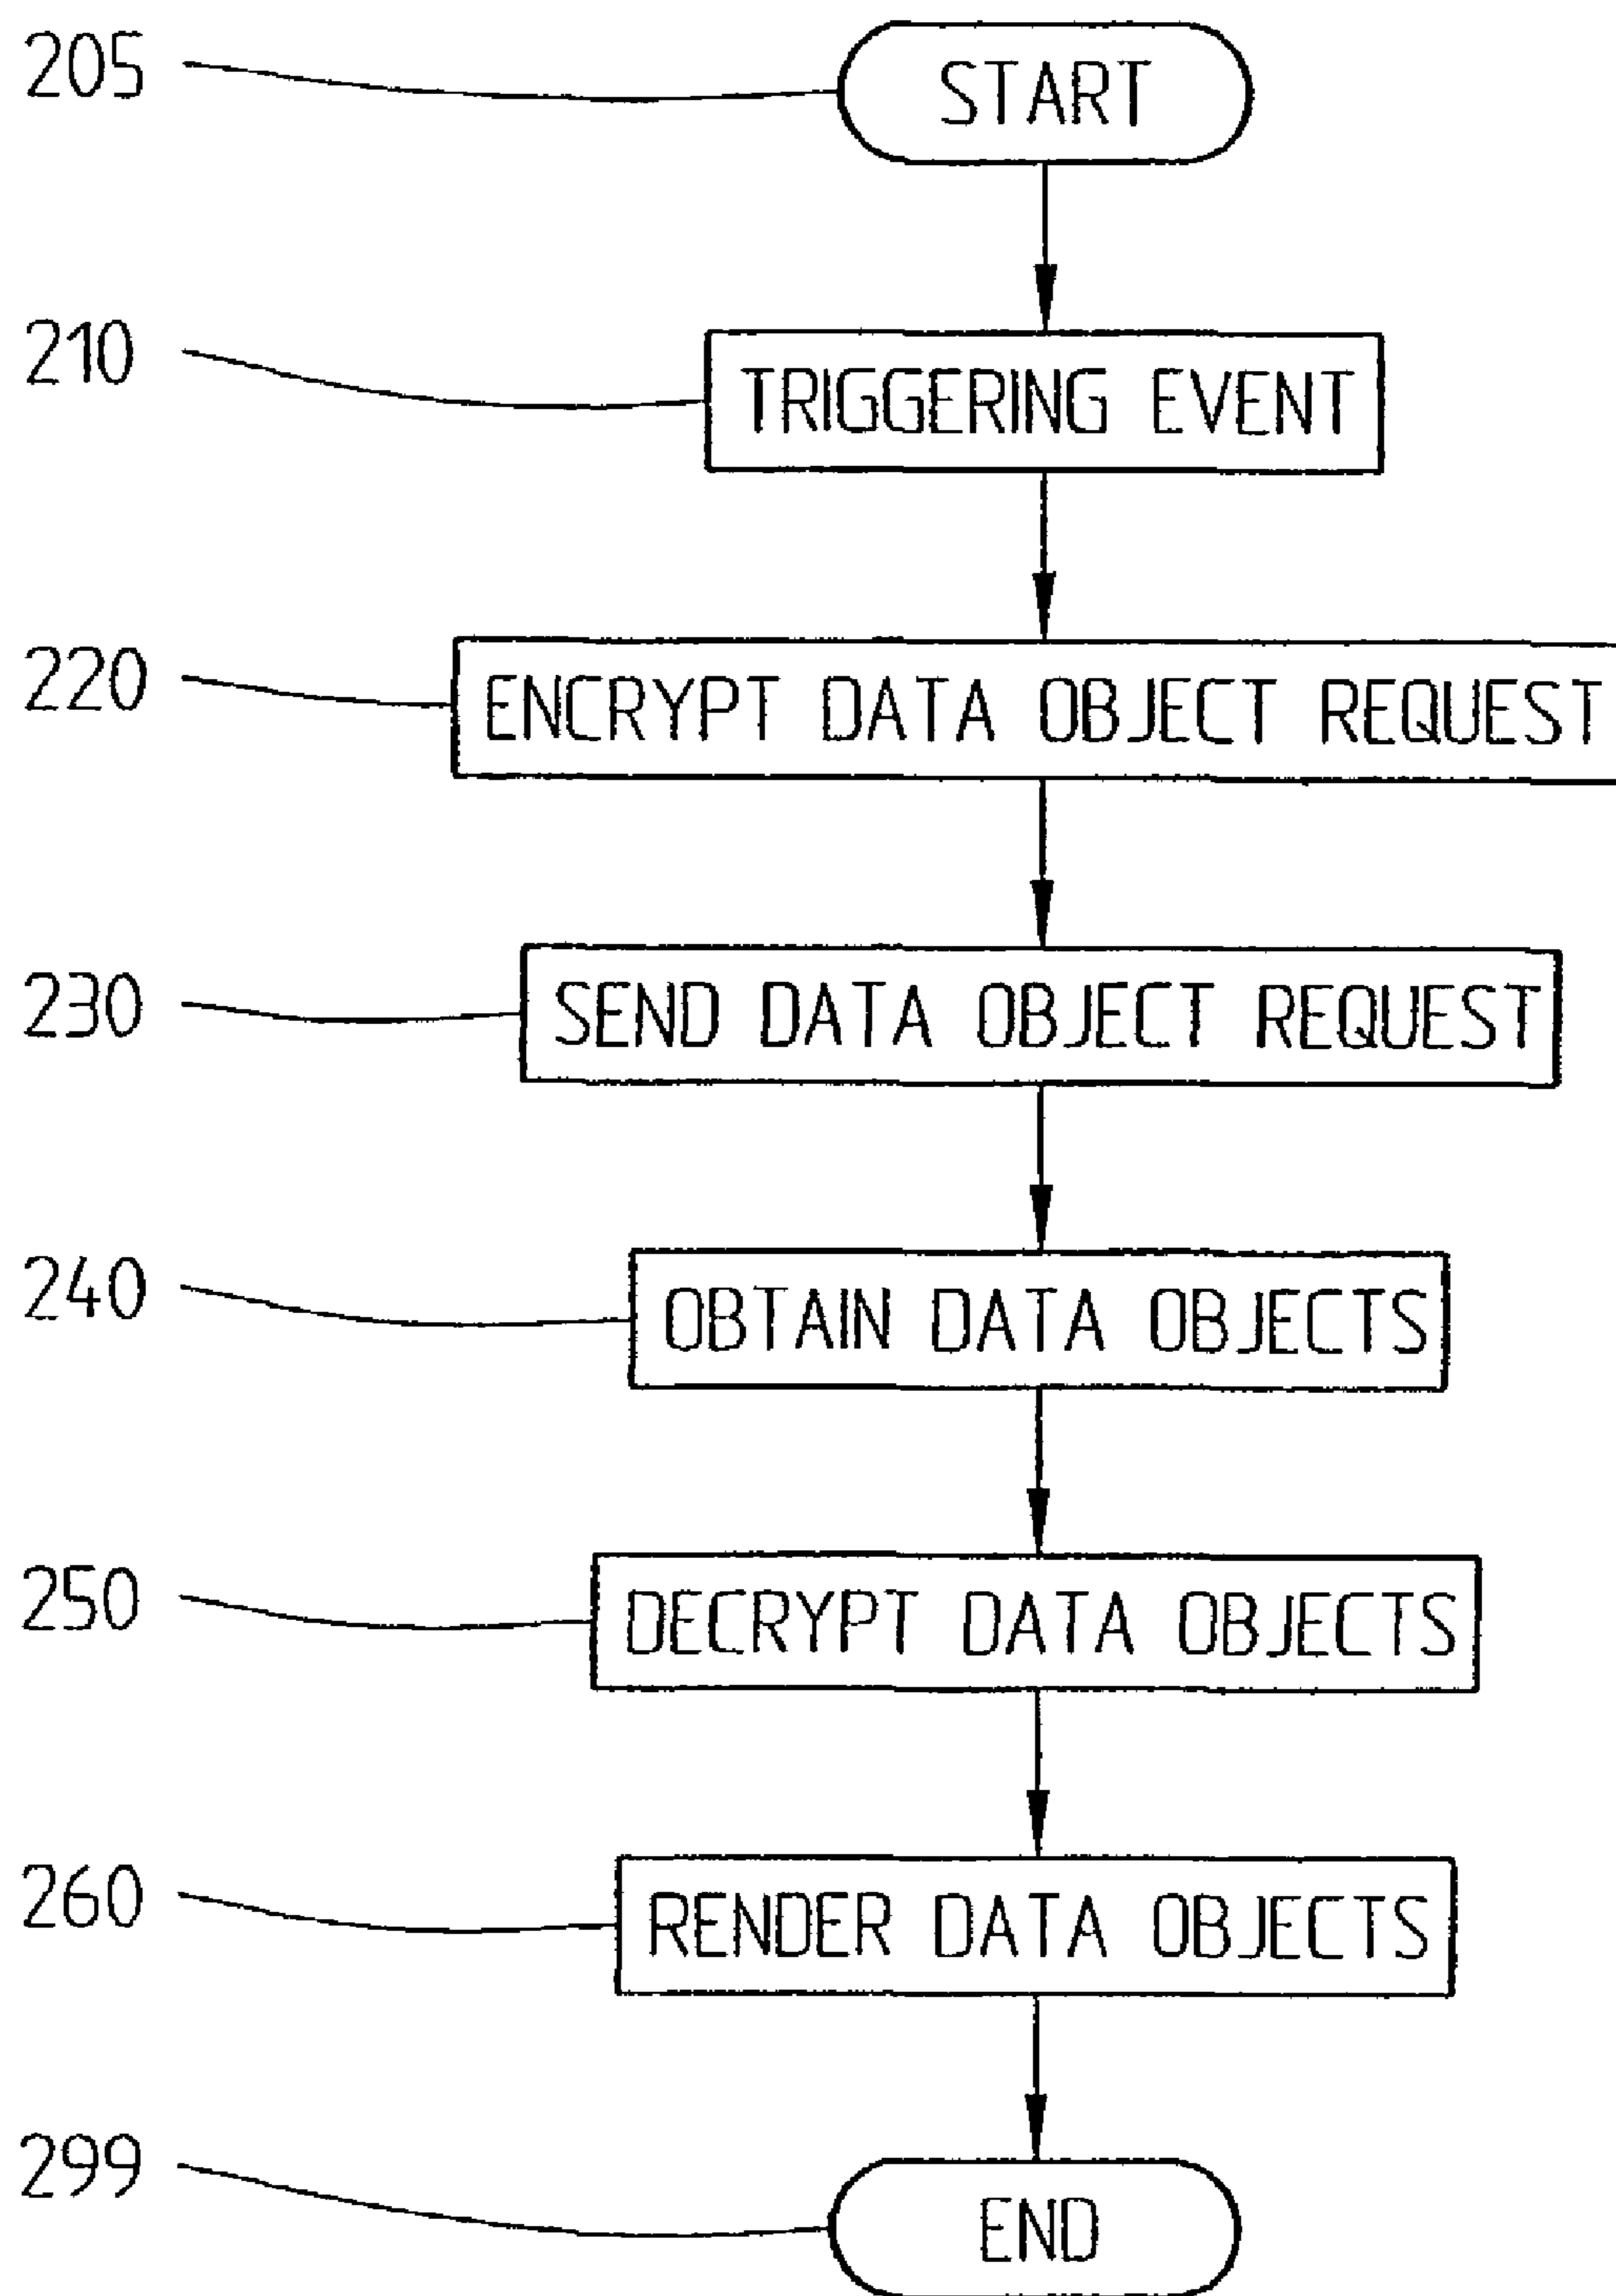 205 START
210 TRIGGERING EVENT
220 ENCRYPT DATA OBJECT REQUEST
230 SEND DATA OBJECT REQUEST
240 OBTAIN DATA OBJECTS
250 DECRYPT DATA OBJECTS
260 RENDER DATA OBJECTS
299 END